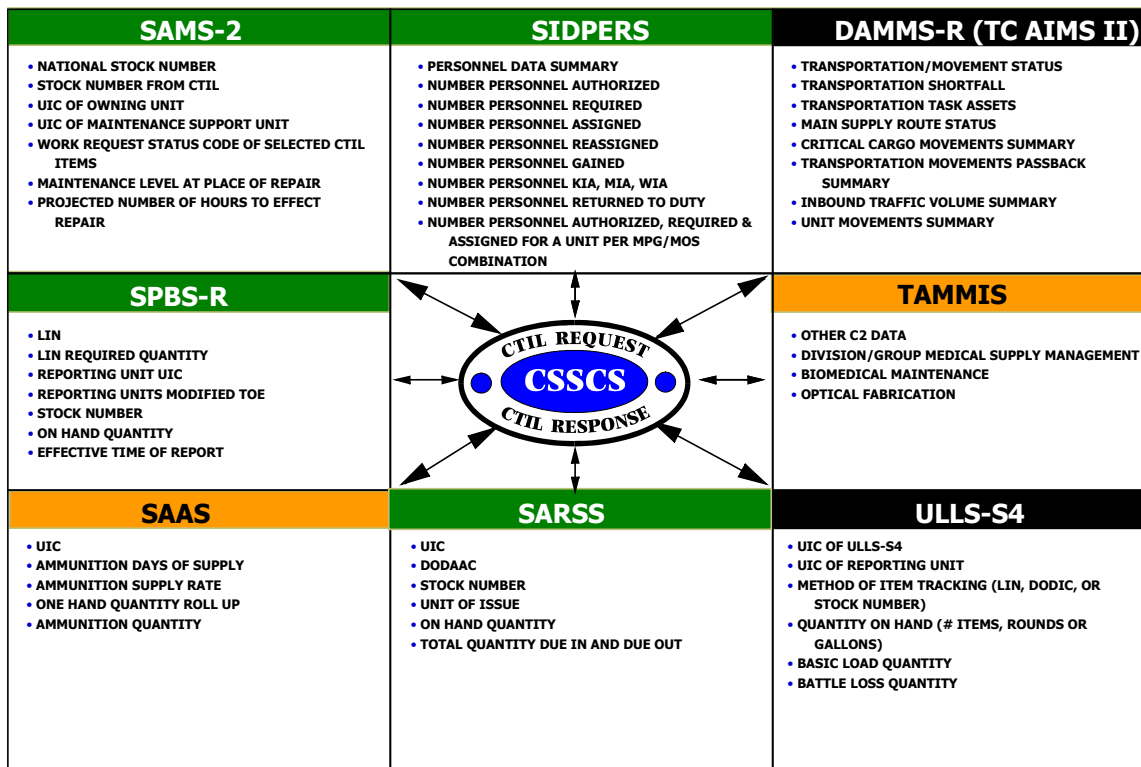 SAMS-2
• NATIONAL STOCK NUMBER
• STOCK NUMBER FROM CTIL
• UIC OF OWNING UNIT
• UIC OF MAINTENANCE SUPPORT UNIT
• WORK REQUEST STATUS CODE OF SELECTED CTIL
ITEMS
• MAINTENANCE LEVEL AT PLACE OF REPAIR
• PROJECTED NUMBER OF HOURS TO EFFECT
REPAIR
SIDPERS
• PERSONNEL DATA SUMMARY
• NUMBER PERSONNEL AUTHORIZED
• NUMBER PERSONNEL REQUIRED
• NUMBER PERSONNEL ASSIGNED
• NUMBER PERSONNEL REASSIGNED
• NUMBER PERSONNEL GAINED
• NUMBER PERSONNEL KIA, MIA, WIA
• NUMBER PERSONNEL RETURNED TO DUTY
• NUMBER PERSONNEL AUTHORIZED, REQUIRED &
ASSIGNED FOR A UNIT PER MPG/MOS
COMBINATION
DAMMS-R (TC AIMS II)
• TRANSPORTATION/MOVEMENT STATUS
• TRANSPORTATION SHORTFALL
• TRANSPORTATION TASK ASSETS
• MAIN SUPPLY ROUTE STATUS
• CRITICAL CARGO MOVEMENTS SUMMARY
• TRANSPORTATION MOVEMENTS PASSBACK
SUMMARY
• INBOUND TRAFFIC VOLUME SUMMARY
• UNIT MOVEMENTS SUMMARY
SPBS-R
• LIN
• LIN REQUIRED QUANTITY
• REPORTING UNIT UIC
• REPORTING UNITS MODIFIED TOE
• STOCK NUMBER
• ON HAND QUANTITY
• EFFECTIVE TIME OF REPORT
CTIL REQUEST
CSSCS
CTIL RESPONSE
TAMMIS
• OTHER C2 DATA
• DIVISION/GROUP MEDICAL SUPPLY MANAGEMENT
• BIOMEDICAL MAINTENANCE
• OPTICAL FABRICATION
SAAS
• UIC
• AMMUNITION DAYS OF SUPPLY
• AMMUNITION SUPPLY RATE
• ONE HAND QUANTITY ROLL UP
• AMMUNITION QUANTITY
SARSS
• UIC
• DODAAC
• STOCK NUMBER
• UNIT OF ISSUE
• ON HAND QUANTITY
• TOTAL QUANTITY DUE IN AND DUE OUT
ULLS-S4
• UIC OF ULLS-S4
• UIC OF REPORTING UNIT
• METHOD OF ITEM TRACKING (LIN, DODIC, OR
STOCK NUMBER)
• QUANTITY ON HAND (# ITEMS, ROUNDS OR
GALLONS)
• BASIC LOAD QUANTITY
• BATTLE LOSS QUANTITY